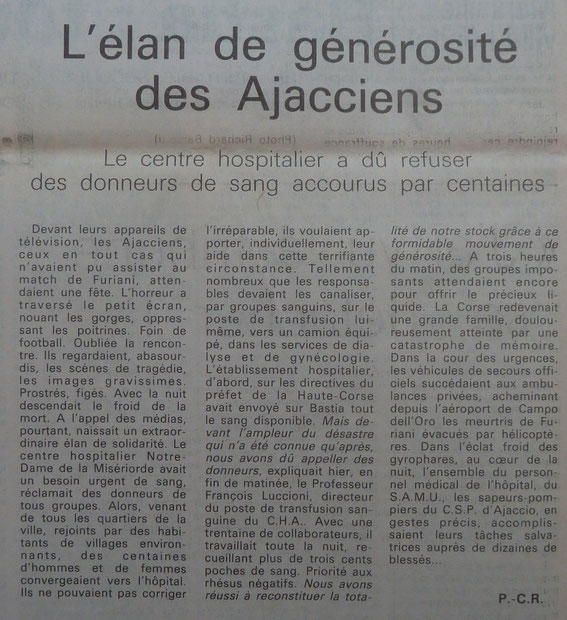 L'élan de générosité
des Ajacciens
Le centre hospitalier a dû refuser
des donneurs de sang accourus par centaines
Devant leurs appareils de
télévision, les Ajacciens,
ceux en tout cas qui
n'avaient pu assister au
match de Furiani, atten-
daient une fête. L'horreur a
traversé le petit écran,
nouant les gorges, oppres-
sant les poitrines. Foin de
football. Oubliée la rencon-
tre. Ils regardaient, abasour-
dis, les scènes de tragédie,
les images gravissimes.
Prostrés, figés. Avec la nuit
descendait le froid de la
mort. A l'appel des médias,
pourtant, naissait un extraor-
dinaire élan de solidarité. Le
centre hospitalier Notre-
Dame de la Misériorde avait
un besoin urgent de sang,
réclamait des donneurs de
tous groupes. Alors, venant
de tous les quartiers de la
ville, rejoints par des habi-
tants de villages environ-
nants, des centaines
d'hommes et de femmes
convergeaient vers l'hôpital.
Ils ne pouvaient pas corriger
l'irréparable, ils voulaient ap-
porter, individuellement, leur
aide dans cette terrifiante
circonstance. Tellement
nombreux que les responsa-
bles devaient les canaliser,
par groupes sanguins, sur le
poste de transfusion lui-
même, vers un camion équi-
pé, dans les services de dia-
lyse et de gynécologie.
L'établissement hospitalier,
d'abord, sur les directives du
préfet de la Haute-Corse
avait envoyé sur Bastia tout
le sang disponible. Mais de-
vant l'ampleur du désastre
qui n'a été connue qu'après,
nous avons dû appeller des
donneurs, expliquait hier, en
fin de matinée, le Professeur
François Luccioni, directeur
du poste de transfusion san-
guine du C.H.A.. Avec une
trentaine de collaborateurs, il
travaillait toute la nuit, re-
cueillant plus de trois cents
poches de sang. Priorité aux
rhésus négatifs. Nous avons
réussi à reconstituer la tota-
lité de notre stock grâce à ce
formidable mouvement de
générosité... A trois heures
du matin, des groupes impo-
sants attendaient encore
pour offrir le précieux li-
quide. La Corse redevenait
une grande famille, doulou-
reusement atteinte par une
catastrophe de mémoire.
Dans la cour des urgences,
les véhicules de secours offi-
ciels succédaient aux ambu-
lances privées, acheminant
depuis l'aéroport de Campo
dell'Oro les meurtris de Fu-
riani évacués par hélicoptè-
res. Dans l'éclat froid des
gyrophares, au cœur de la
nuit, l'ensemble du person-
nel médical de l'hôpital, du
S.A.M.U., les sapeurs-pom-
piers du C.S.P. d'Ajaccio, en
gestes précis, accomplis-
saient leurs tâches salva-
trices auprès de dizaines de
blessés...
P.-C.R.